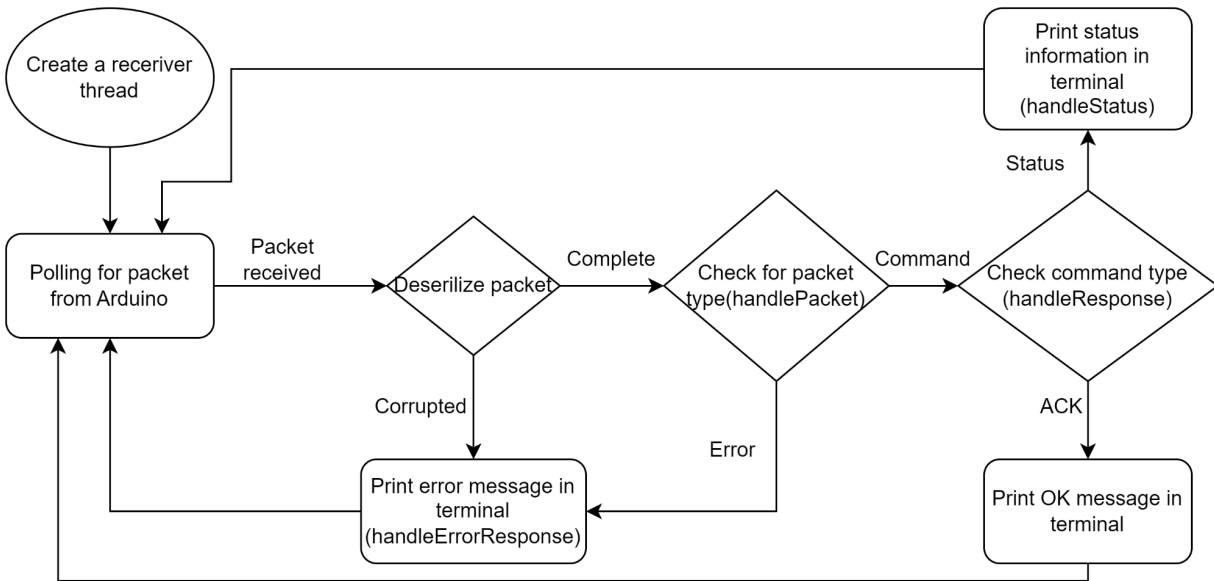 Create a receriver
thread
Print status
information in
terminal
(handleStatus)
Status
Polling for packet
from Arduino
Packet
received
Deserilize packet
Complete
Check for packet
type(handlePacket)
Command
Check command type
(handleResponse)
Corrupted
Error
ACK
Print error message in
terminal
(handleErrorResponse)
Print OK message in
terminal